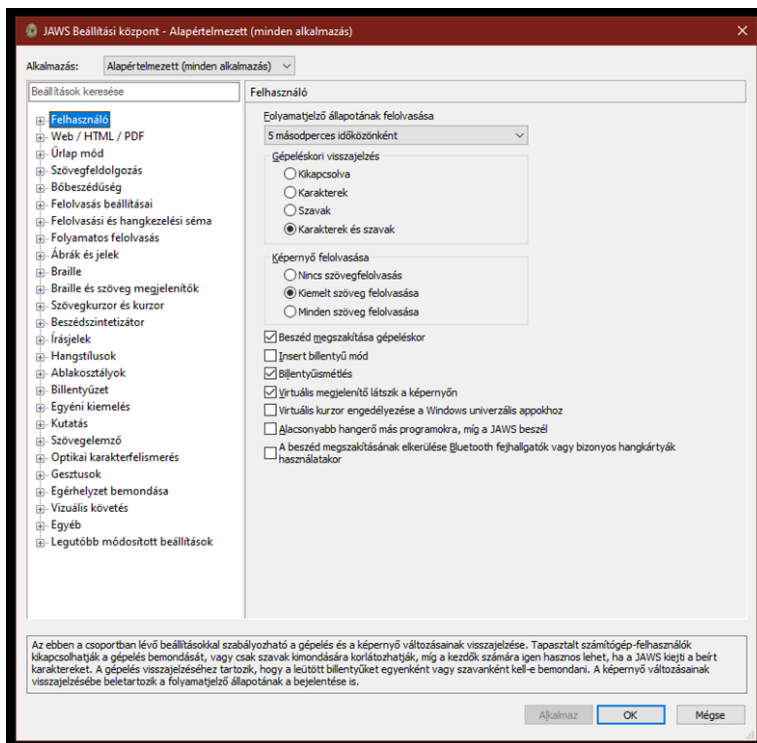 JAWS Beállítási központ - Alapértelmezett (minden alkalmazás)
Alkalmazás:
Alapértelmezett (minden alkalmazás)
Beállítások keresése
Felhasználó
Web / HTML / PDF
Űrlap mód
Szövegfeldolgozás
Bőbeszédűség
Felolvasás beállításai
Felolvasási és hangkezelési séma
Folyamatos felolvasás
Ábrák és jelek
Braille
Braille és szöveg megjelenítők
Szövegkurzor és kurzor
Beszédszintetizátor
Írásjelek
Hangstílusok
Ablakosztályok
Billentyűzet
Egyéni kiemelés
Kutatás
Szövegelemző
Optikai karakterfelismerés
Gesztusok
Egérhelyzet bemondása
Vizuális követés
Egyéb
Legutóbb módosított beállítások
Felhasználó
Folyamatjelző állapotának felolvasása
5 másodperces időközönként
Gépeléskori visszajelzés
Kikapcsolva
Karakterek
Szavak
Karakterek és szavak
Képernyő felolvasása
Nincs szövegfelolvasás
Kiemelt szöveg felolvasása
Minden szöveg felolvasása
Beszéd megszakítása gépeléskor
Insert billentyű mód
Billentyűismétlés
Virtuális megjelenítő látszik a képernyőn
Virtuális kurzor engedélyezése a Windows univerzális appokhoz
Alacsonyabb hangerő más programokra, míg a JAWS beszél
A beszéd megszakításának elkerülése Bluetooth fejhallgatók vagy bizonyos hangkártyák
használatakor
Az ebben a csoportban lévő beállításokkal szabályozható a gépelés és a képernyő változásainak visszajelzése. Tapasztalt számítógép-felhasználók
kikapcsolhatják a gépelés bemondását, vagy csak szavak kimondására korlátozhatják, míg a kezdők számára igen hasznos lehet, ha a JAWS kiejti a beírt
karaktereket. A gépelés visszajelzéséhez tartozik, hogy a leütött billentyűket egyenként vagy szavanként kell-e bemondani. A képernyő változásainak
visszajelzésébe beletartozik a folyamatjelző állapotának a bejelentése is.
Alkalmaz
OK
Mégse